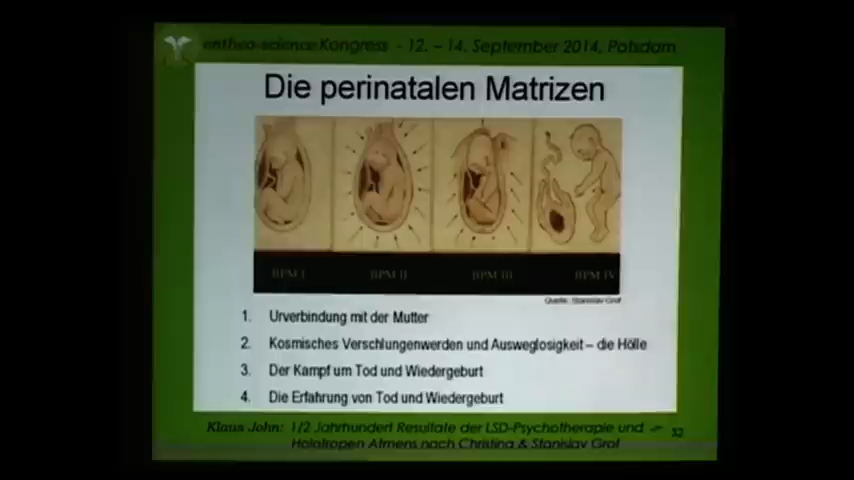 entheo-science Kongress - 12. – 14. September 2014, Potsdam
Die perinatalen Matrizen
BPM I BPM II BPM III BPM IV
Quelle: Stanislav Grof
1. Urverbindung mit der Mutter
2. Kosmisches Verschlungenwerden und Ausweglosigkeit – die Hölle
3. Der Kampf um Tod und Wiedergeburt
4. Die Erfahrung von Tod und Wiedergeburt
Klaus John: 1/2 Jahrhundert Resultate der LSD-Psychotherapie und
Holotropen Atmens nach Christina & Stanislav Grof
32